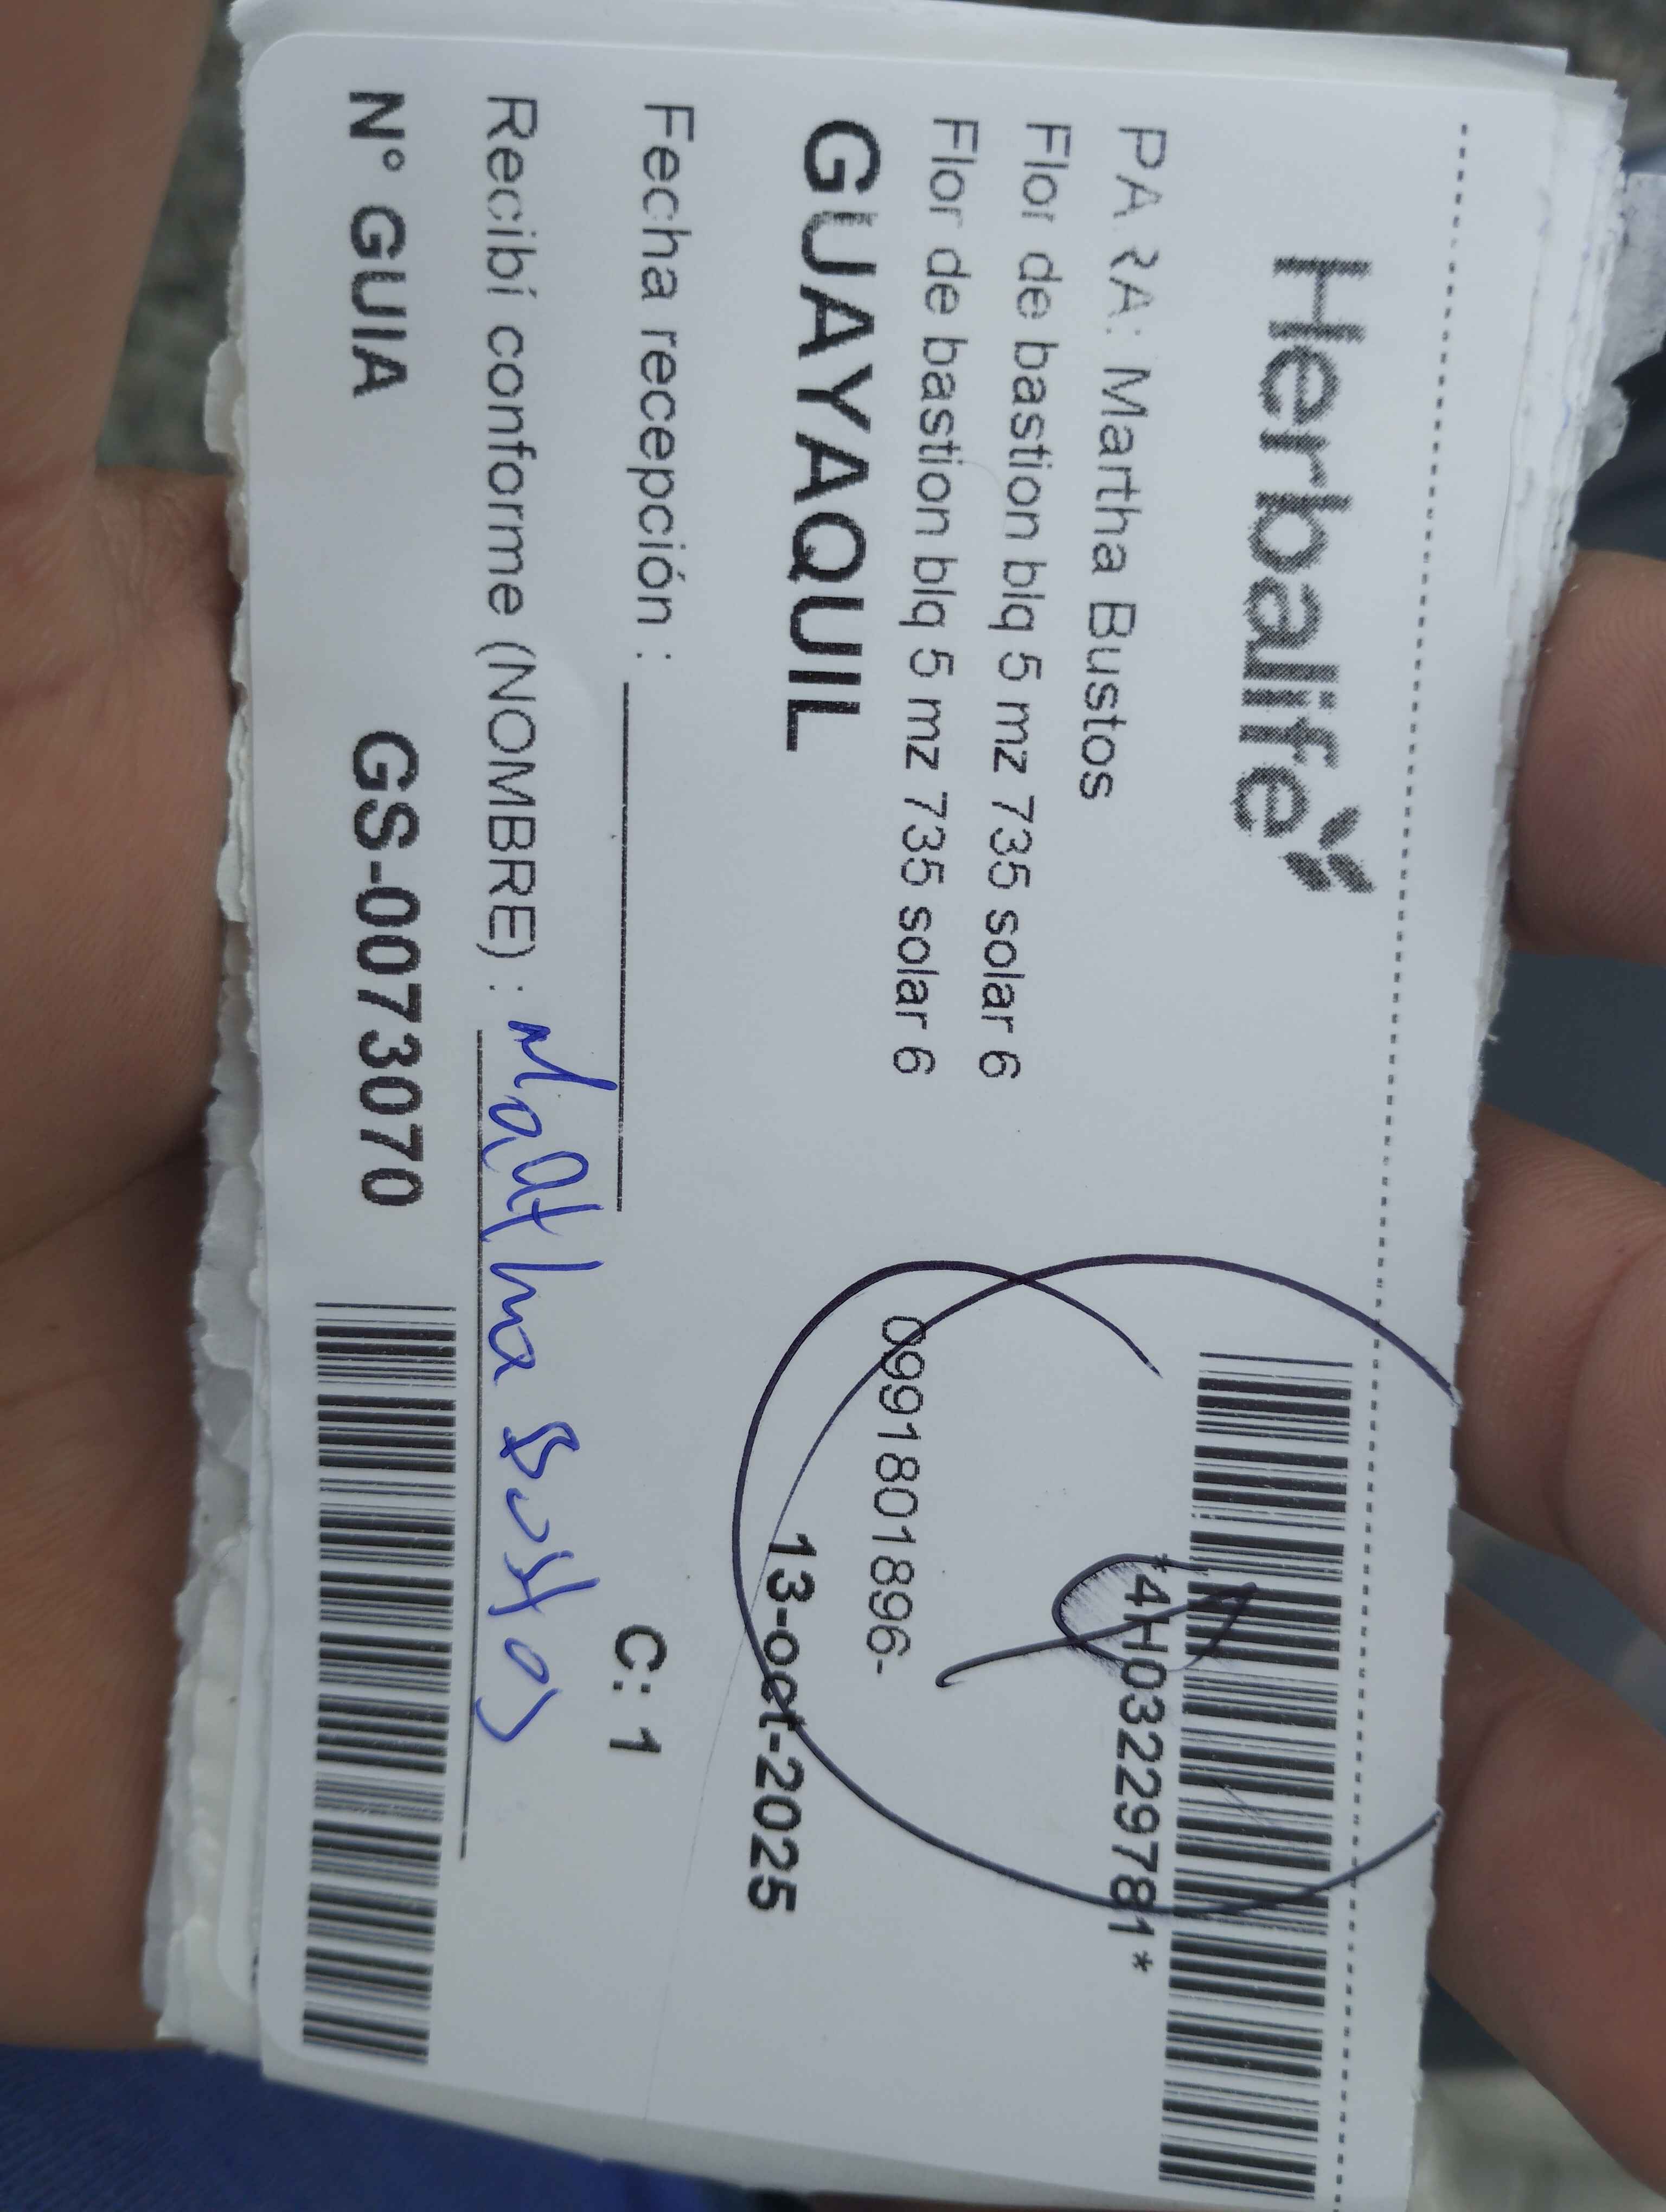 Herbalife
*4H03229781*
PARA: Martha Bustos
Flor de bastion blq 5 mz 735 solar 6
Flor de bastion blq 5 mz 735 solar 6
0991801896-
GUAYAQUIL
13-oct-2025
Fecha recepción :
C: 1
Recibí conforme (NOMBRE) : Martha Bustos
N° GUIA GS-0073070